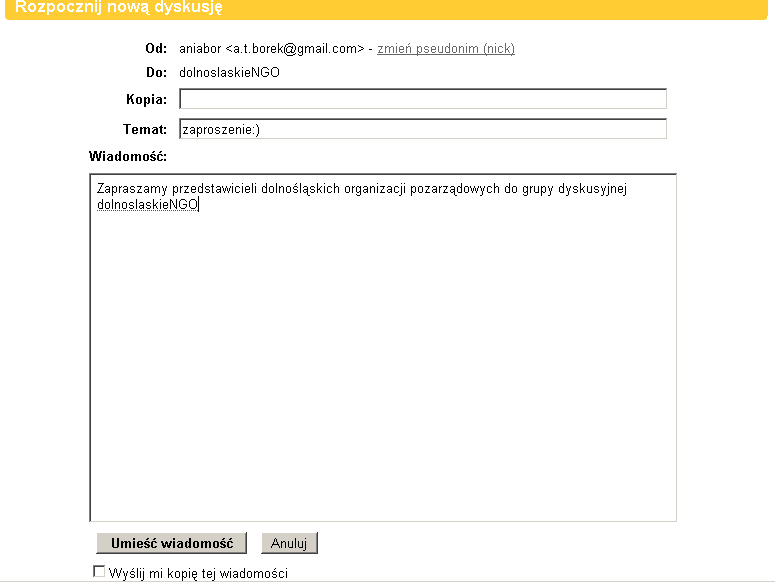 Rozpocznij nową dyskusję
Od: aniabor <a.t.borek@gmail.com> - zmień pseudonim (nick)
Do: dolnoslaskieNGO
Kopia:
Temat: zaproszenie:)
Wiadomość:
Zapraszamy przedstawicieli dolnośląskich organizacji pozarządowych do grupy dyskusyjnej
dolnoslaskieNGO
Umieść wiadomość Anuluj
Wyślij mi kopię tej wiadomości